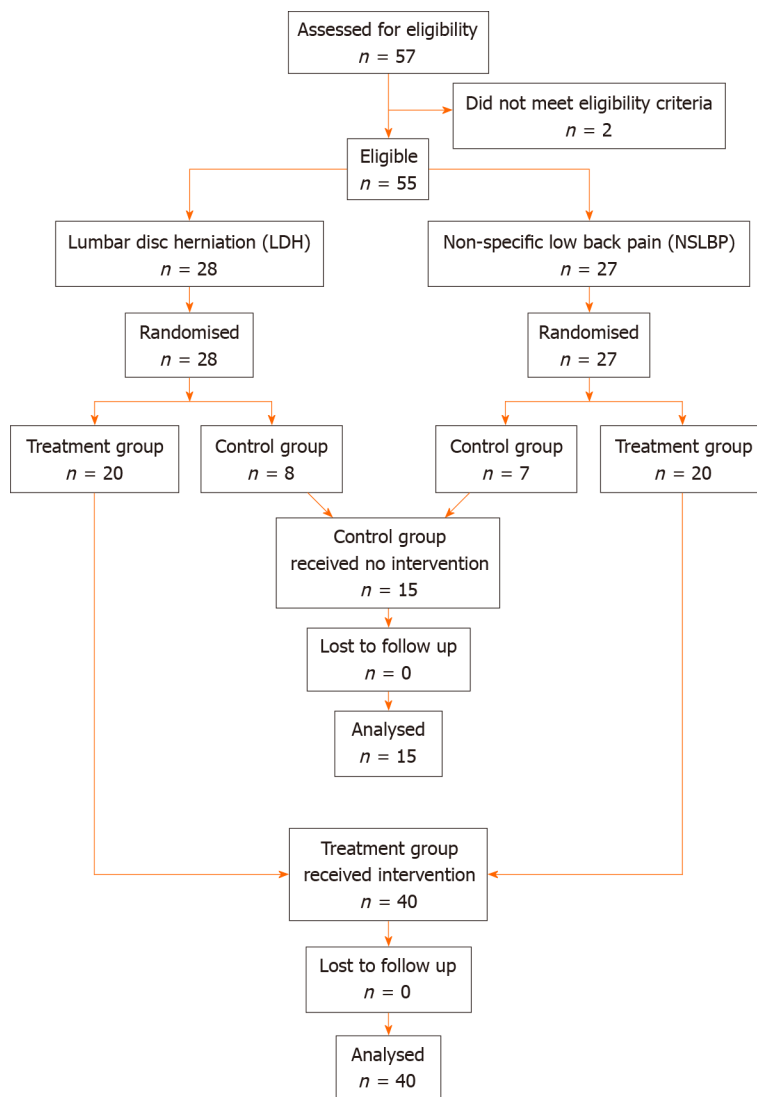 Assessed for eligibility
n = 57
Did not meet eligibility criteria
n = 2
Eligible
n = 55
Lumbar disc herniation (LDH)
n = 28
Non-specific low back pain (NSLBP)
n = 27
Randomised
n = 28
Randomised
n = 27
Treatment group
n = 20
Control group
n = 8
Control group
n = 7
Treatment group
n = 20
Control group
received no intervention
n = 15
Lost to follow up
n = 0
Analysed
n = 15
Treatment group
received intervention
n = 40
Lost to follow up
n = 0
Analysed
n = 40